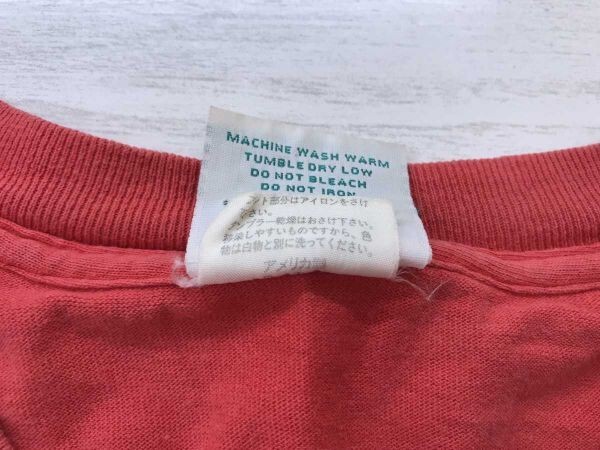 MACHINE WASH WARM
TUMBLE DRY LOW
DO NOT BLEACH
DO NOT IRON
ント部分はアイロンをさけ
ださい。
ンブラー乾燥はおさけ下さい。
染しやすいものですから、色
物は白物と別に洗ってください。
アメリカ製